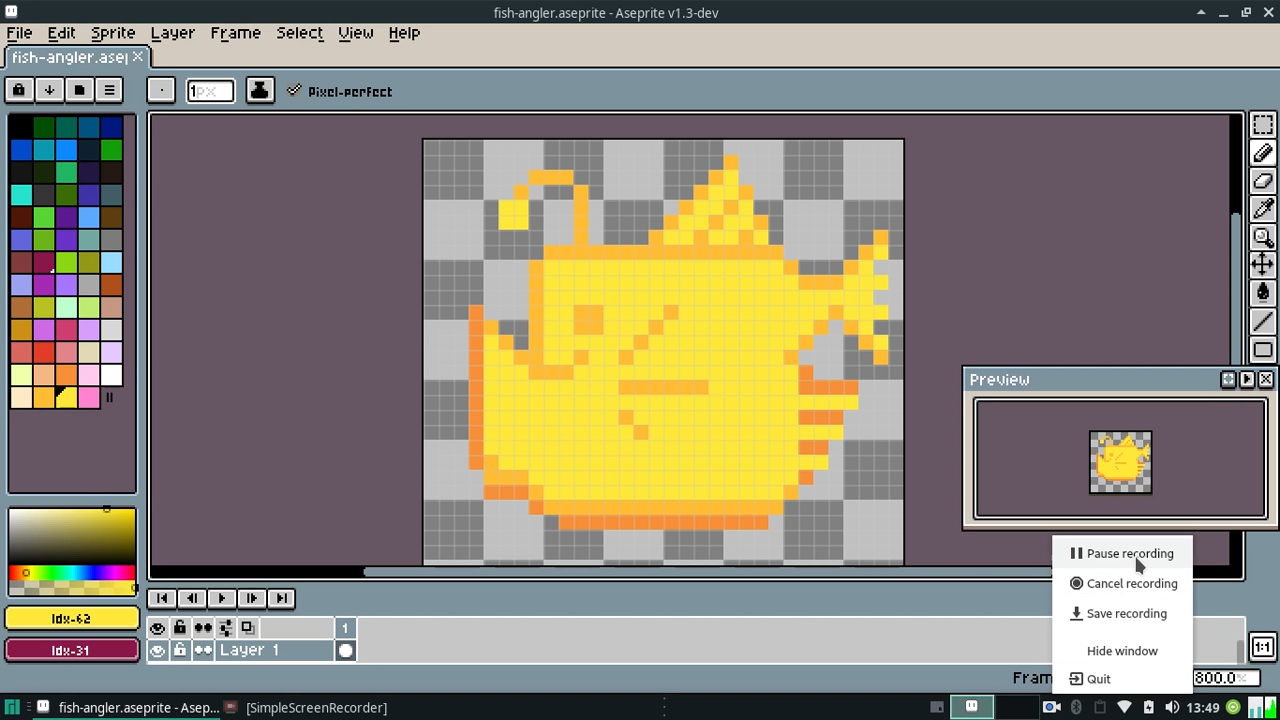 fish-angler.aseprite - Aseprite v1.3-dev
File Edit Sprite Layer Frame Select View Help
fish-angler.asep
1px Pixel-perfect
Preview
Pause recording
Cancel recording
Save recording
Hide window
Quit
Idx-62
Idx-31
1
Layer 1
1:1
Fram
800.0%
fish-angler.aseprite - Asep...
[SimpleScreenRecorder]
13:49